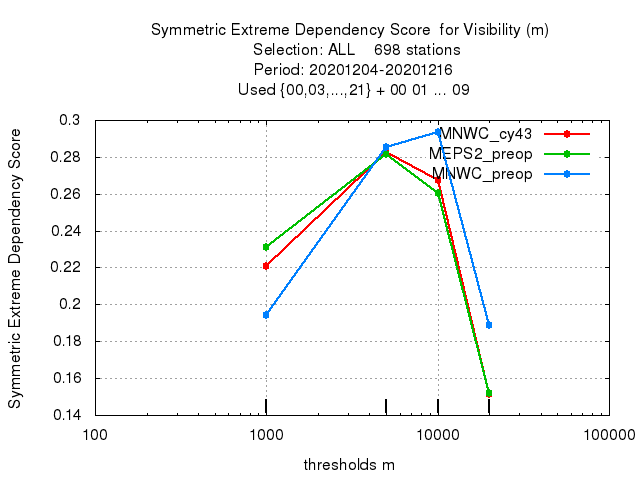 Symmetric Extreme Dependency Score  for Visibility (m)
Selection: ALL    698 stations
Period: 20201204-20201216
Used {00,03,...,21} + 00 01 ... 09
Symmetric Extreme Dependency Score
0.3
0.28
0.26
0.24
0.22
0.2
0.18
0.16
0.14
MNWC_cy43
MEPS2_preop
MNWC_preop
100
1000
10000
100000
thresholds m